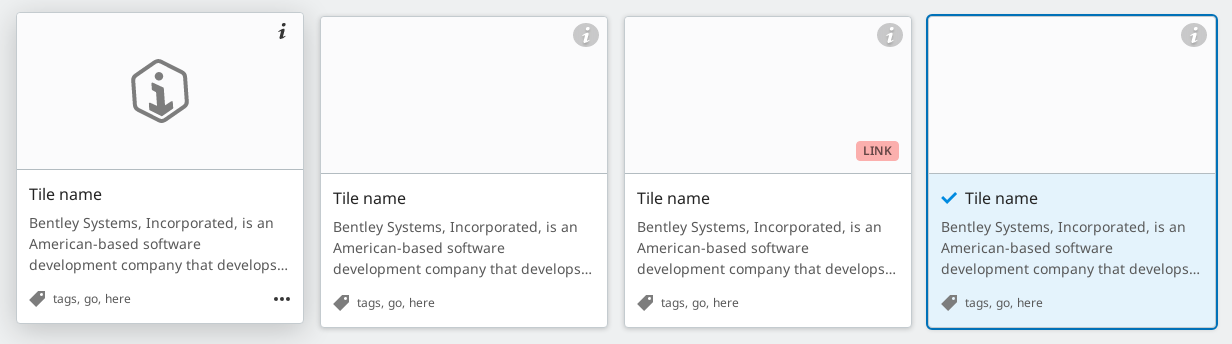 Tile name
Bentley Systems, Incorporated, is an
American-based software
development company that develops...
tags, go, here
Tile name
Bentley Systems, Incorporated, is an
American-based software
development company that develops...
tags, go, here
LINK
Tile name
Bentley Systems, Incorporated, is an
American-based software
development company that develops...
tags, go, here
Tile name
Bentley Systems, Incorporated, is an
American-based software
development company that develops...
tags, go, here